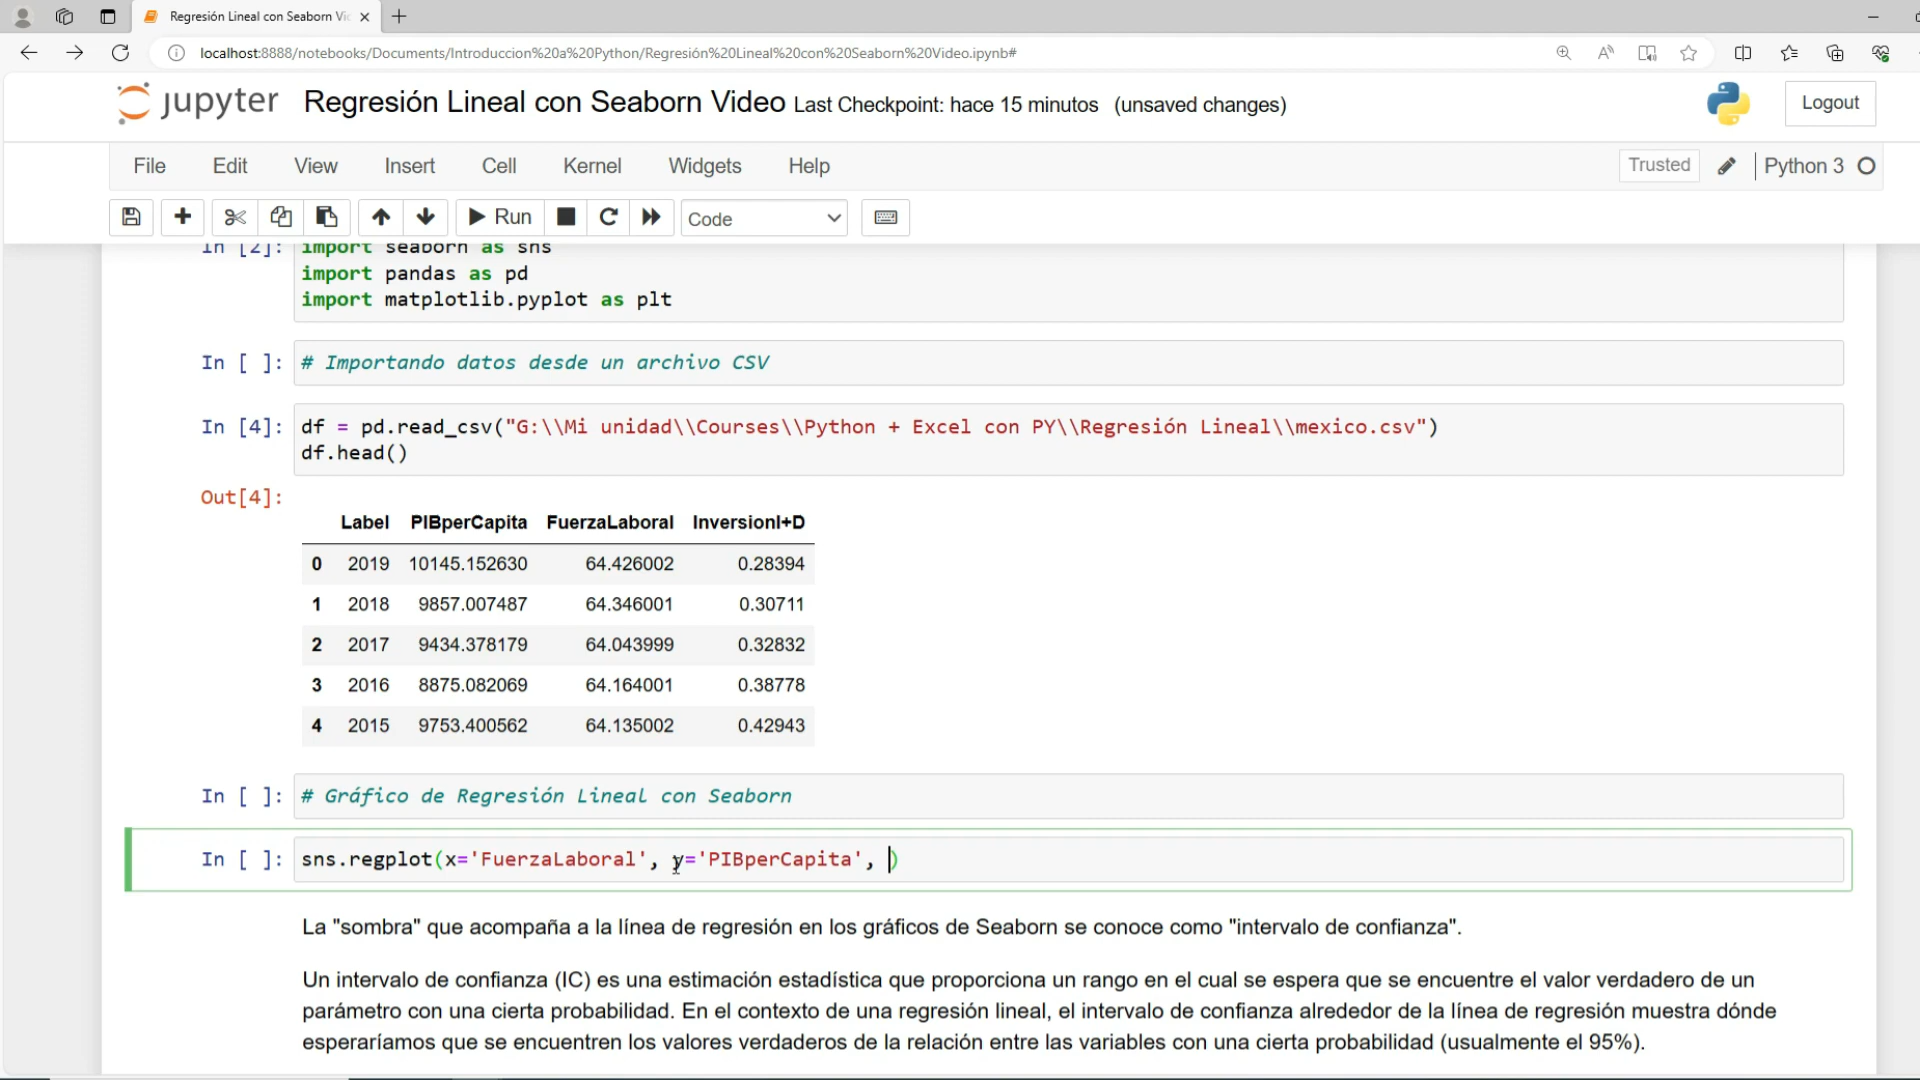 Regresión Lineal con Seaborn Vi
localhost:8888/notebooks/Documents/Introduccion%20a%20Python/Regresión%20Lineal%20con%20Seaborn%20Video.ipynb#
jupyter Regresión Lineal con Seaborn Video Last Checkpoint: hace 15 minutos (unsaved changes) Logout
File Edit View Insert Cell Kernel Widgets Help Trusted Python 3
Run Code
In [2]: import seaborn as sns
import pandas as pd
import matplotlib.pyplot as plt
In [ ]: # Importando datos desde un archivo CSV
In [4]: df = pd.read_csv("G:\\Mi unidad\\Courses\\Python + Excel con PY\\Regresión Lineal\\mexico.csv")
df.head()
Out[4]:
Label PIBperCapita FuerzaLaboral InversionI+D
0 2019 10145.152630 64.426002 0.28394
1 2018 9857.007487 64.346001 0.30711
2 2017 9434.378179 64.043999 0.32832
3 2016 8875.082069 64.164001 0.38778
4 2015 9753.400562 64.135002 0.42943
In [ ]: # Gráfico de Regresión Lineal con Seaborn
In [ ]: sns.regplot(x='FuerzaLaboral', y='PIBperCapita', )
La "sombra" que acompaña a la línea de regresión en los gráficos de Seaborn se conoce como "intervalo de confianza".
Un intervalo de confianza (IC) es una estimación estadística que proporciona un rango en el cual se espera que se encuentre el valor verdadero de un
parámetro con una cierta probabilidad. En el contexto de una regresión lineal, el intervalo de confianza alrededor de la línea de regresión muestra dónde
esperaríamos que se encuentren los valores verdaderos de la relación entre las variables con una cierta probabilidad (usualmente el 95%).